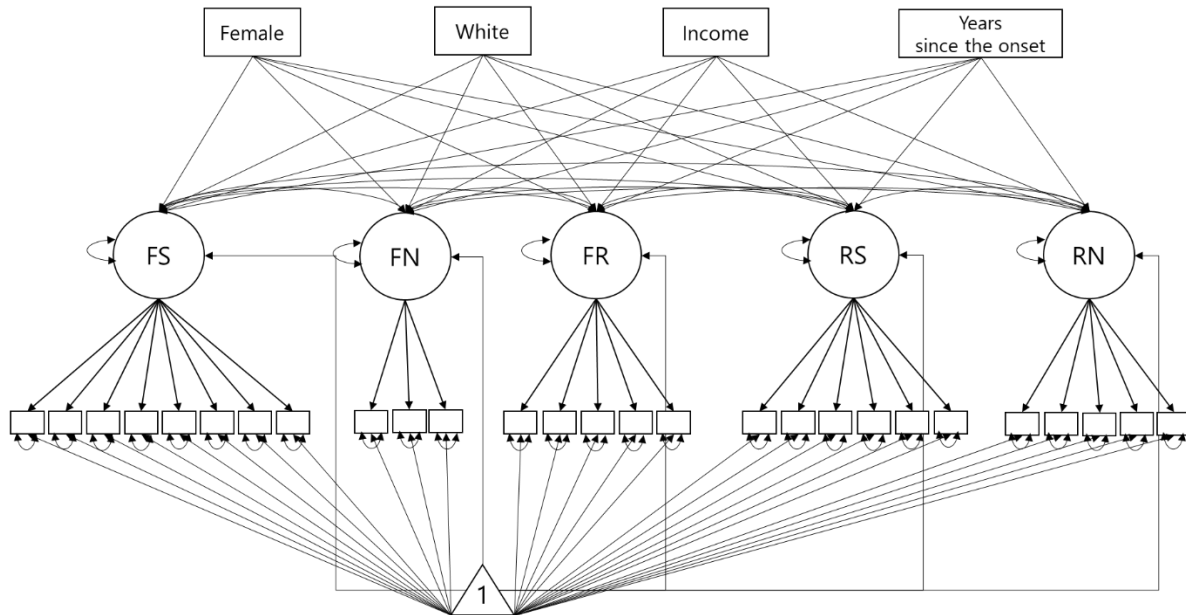 Female
White
Income
Years
since the onset
FS
FN
FR
RS
RN
1